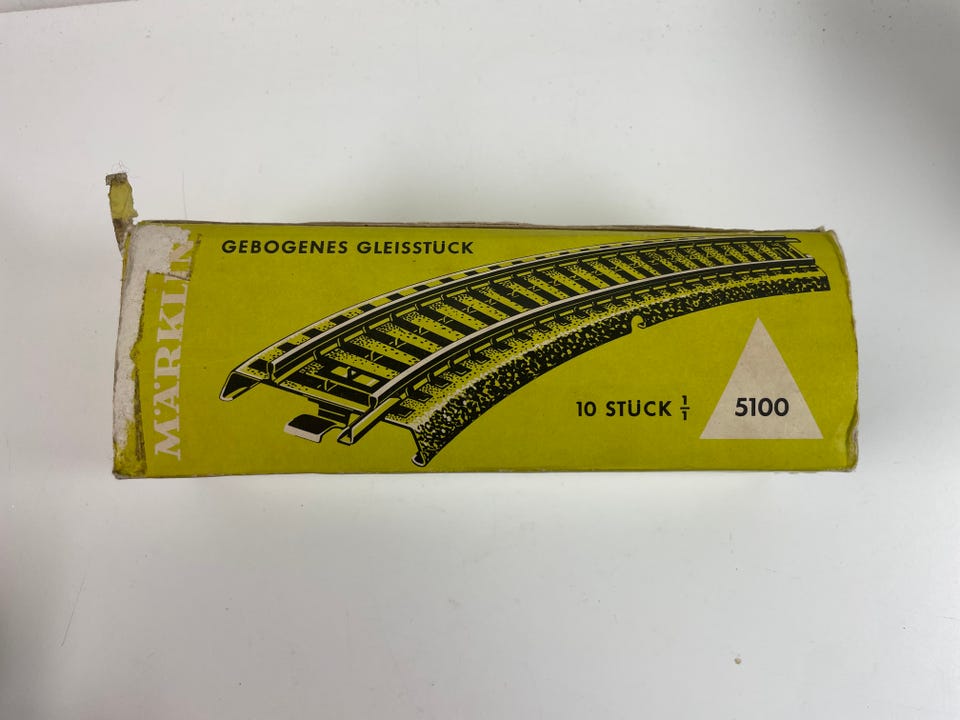 MÄRKLIN
GEBOGENES GLEISSTÜCK
10 STÜCK 1/1
5100